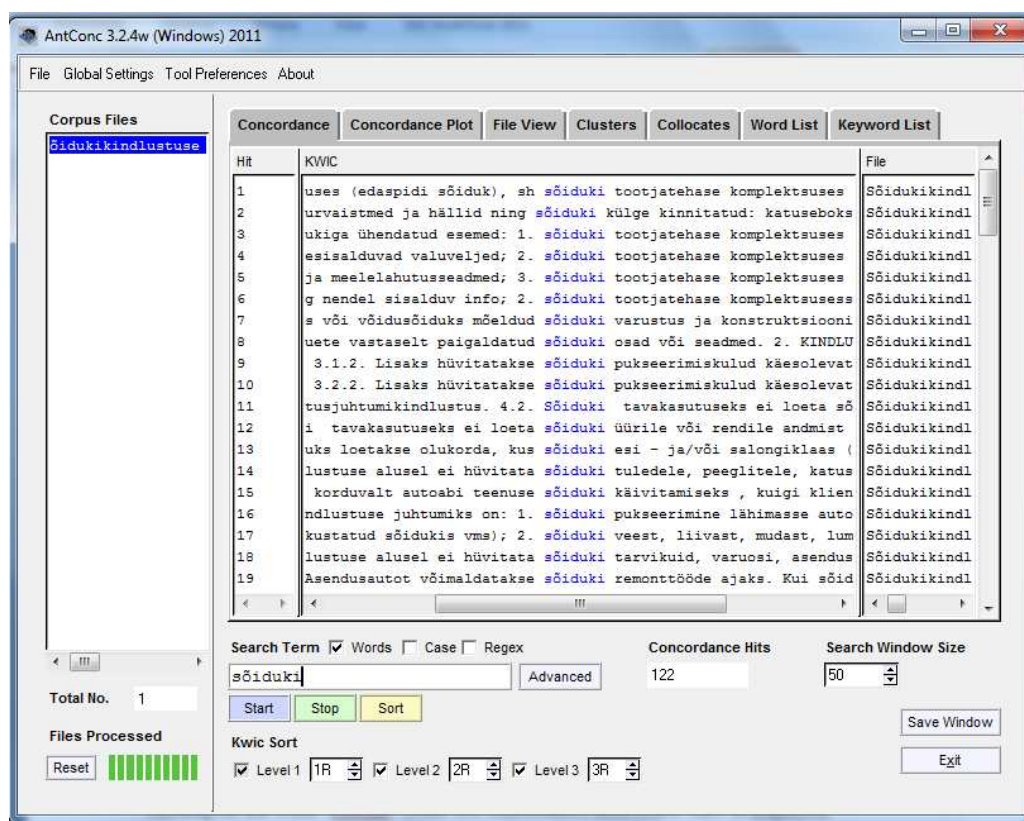 AntConc 3.2.4w (Windows) 2011
File Global Settings Tool Preferences About
Corpus Files
õidukikindlustuse
Concordance Concordance Plot File View Clusters Collocates Word List Keyword List
Hit KWIC File
1 uses (edaspidi sõiduk), sh sõiduki tootjatehase komplektsuses Sõidukikindl
2 urvaistmed ja hällid ning sõiduki külge kinnitatud: katuseboks Sõidukikindl
3 ukiga ühendatud esemed: 1. sõiduki tootjatehase komplektsuses Sõidukikindl
4 esisalduvad valuveljed; 2. sõiduki tootjatehase komplektsuses Sõidukikindl
5 ja meelelahutusseadmed; 3. sõiduki tootjatehase komplektsuses Sõidukikindl
6 g nendel sisalduv info; 2. sõiduki tootjatehase komplektsusess Sõidukikindl
7 s või võidusõiduks mõeldud sõiduki varustus ja konstruktsiooni Sõidukikindl
8 uete vastaselt paigaldatud sõiduki osad või seadmed. 2. KINDLU Sõidukikindl
9 3.1.2. Lisaks hüvitatakse sõiduki pukseerimiskulud käesolevat Sõidukikindl
10 3.2.2. Lisaks hüvitatakse sõiduki pukseerimiskulud käesolevat Sõidukikindl
11 tusjuhtumikindlustus. 4.2. Sõiduki tavakasutuseks ei loeta sõ Sõidukikindl
12 i tavakasutuseks ei loeta sõiduki üürile või rendile andmist Sõidukikindl
13 uks loetakse olukorda, kus sõiduki esi - ja/või salongiklaas ( Sõidukikindl
14 lustuse alusel ei hüvitata sõiduki tuledele, peeglitele, katus Sõidukikindl
15 korduvalt autoabi teenuse sõiduki käivitamiseks , kuigi klien Sõidukikindl
16 ndlustuse juhtumiks on: 1. sõiduki pukseerimine lähimasse auto Sõidukikindl
17 kustatud sõidukis vms); 2. sõiduki veest, liivast, mudast, lum Sõidukikindl
18 lustuse alusel ei hüvitata sõiduki tarvikuid, varuosi, asendus Sõidukikindl
19 Asendusautot võimaldatakse sõiduki remonttööde ajaks. Kui sõid Sõidukikindl
Search Term Words Case Regex Concordance Hits Search Window Size
sõiduki Advanced 122 50
Total No. 1
Start Stop Sort
Save Window
Files Processed
Kwic Sort
Reset Level 1 1R Level 2 2R Level 3 3R Exit